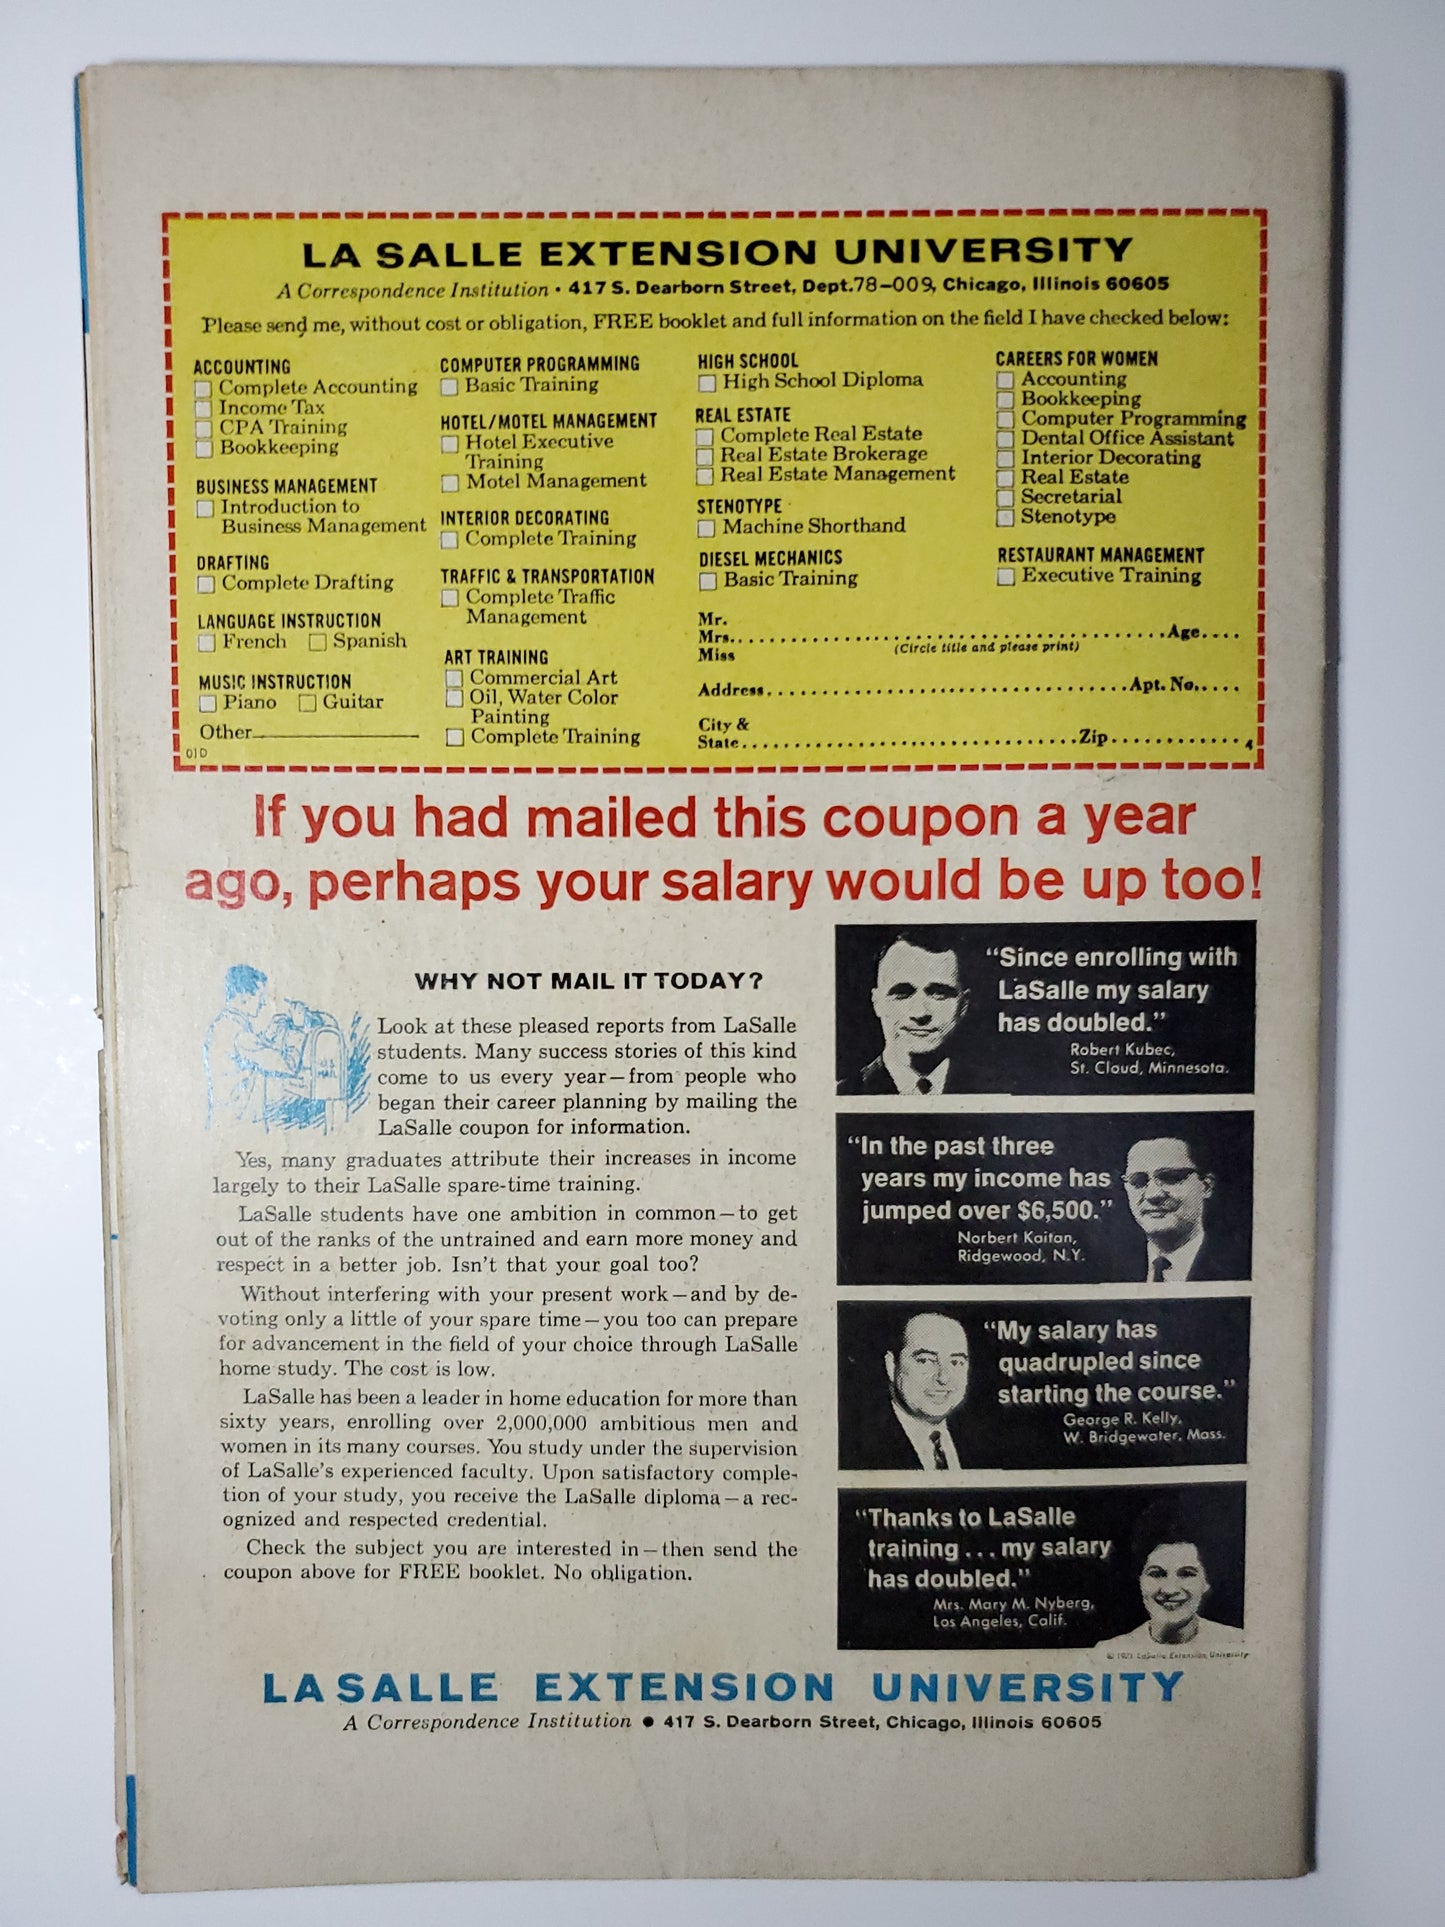 LA SALLE EXTENSION UNIVERSITY
A Correspondence Institution • 417 S. Dearborn Street, Dept.78-009, Chicago, Illinois 60605
Please send me, without cost or obligation, FREE booklet and full information on the field I have checked below:
ACCOUNTING
Complete Accounting
Income Tax
CPA Training
Bookkeeping
BUSINESS MANAGEMENT
Introduction to
Business Management
DRAFTING
Complete Drafting
LANGUAGE INSTRUCTION
French Spanish
MUSIC INSTRUCTION
Piano Guitar
Other
01D
COMPUTER PROGRAMMING
Basic Training
HOTEL/MOTEL MANAGEMENT
Hotel Executive
Training
Motel Management
INTERIOR DECORATING
Complete Training
TRAFFIC & TRANSPORTATION
Complete Traffic
Management
ART TRAINING
Commercial Art
Oil, Water Color
Painting
Complete Training
HIGH SCHOOL
High School Diploma
REAL ESTATE
Complete Real Estate
Real Estate Brokerage
Real Estate Management
STENOTYPE
Machine Shorthand
DIESEL MECHANICS
Basic Training
CAREERS FOR WOMEN
Accounting
Bookkeeping
Computer Programming
Dental Office Assistant
Interior Decorating
Real Estate
Secretarial
Stenotype
RESTAURANT MANAGEMENT
Executive Training
Mr.
Mrs. Age
(Circle title and please print)
Miss
Address Apt. No.
City &
State Zip 4
If you had mailed this coupon a year
ago, perhaps your salary would be up too!
WHY NOT MAIL IT TODAY?
U.S.
MAIL
Look at these pleased reports from LaSalle
students. Many success stories of this kind
come to us every year—from people who
began their career planning by mailing the
LaSalle coupon for information.
Yes, many graduates attribute their increases in income
largely to their LaSalle spare-time training.
LaSalle students have one ambition in common—to get
out of the ranks of the untrained and earn more money and
respect in a better job. Isn't that your goal too?
Without interfering with your present work—and by de-
voting only a little of your spare time—you too can prepare
for advancement in the field of your choice through LaSalle
home study. The cost is low.
LaSalle has been a leader in home education for more than
sixty years, enrolling over 2,000,000 ambitious men and
women in its many courses. You study under the supervision
of LaSalle's experienced faculty. Upon satisfactory comple-
tion of your study, you receive the LaSalle diploma—a rec-
ognized and respected credential.
Check the subject you are interested in—then send the
coupon above for FREE booklet. No obligation.
"Since enrolling with
LaSalle my salary
has doubled."
Robert Kubec,
St. Cloud, Minnesota.
"In the past three
years my income has
jumped over $6,500."
Norbert Kaitan,
Ridgewood, N.Y.
"My salary has
quadrupled since
starting the course."
George R. Kelly,
W. Bridgewater, Mass.
"Thanks to LaSalle
training . . . my salary
has doubled."
Mrs. Mary M. Nyberg,
Los Angeles, Calif.
© 1971 LaSalle Extension University
LASALLE EXTENSION UNIVERSITY
A Correspondence Institution • 417 S. Dearborn Street, Chicago, Illinois 60605